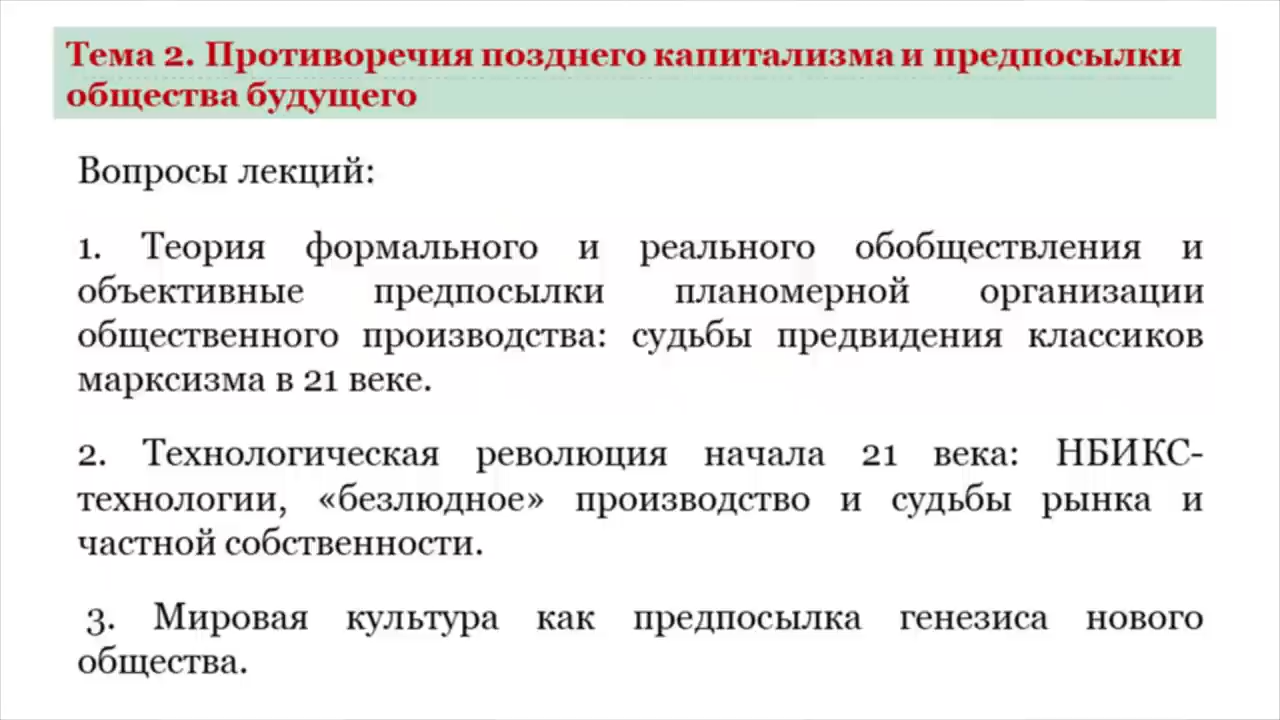 Тема 2. Противоречия позднего капитализма и предпосылки
общества будущего
Вопросы лекций:
1. Теория формального и реального обобществления и
объективные предпосылки планомерной организации
общественного производства: судьбы предвидения классиков
марксизма в 21 веке.
2. Технологическая революция начала 21 века: НБИКС-
технологии, «безлюдное» производство и судьбы рынка и
частной собственности.
3. Мировая культура как предпосылка генезиса нового
общества.